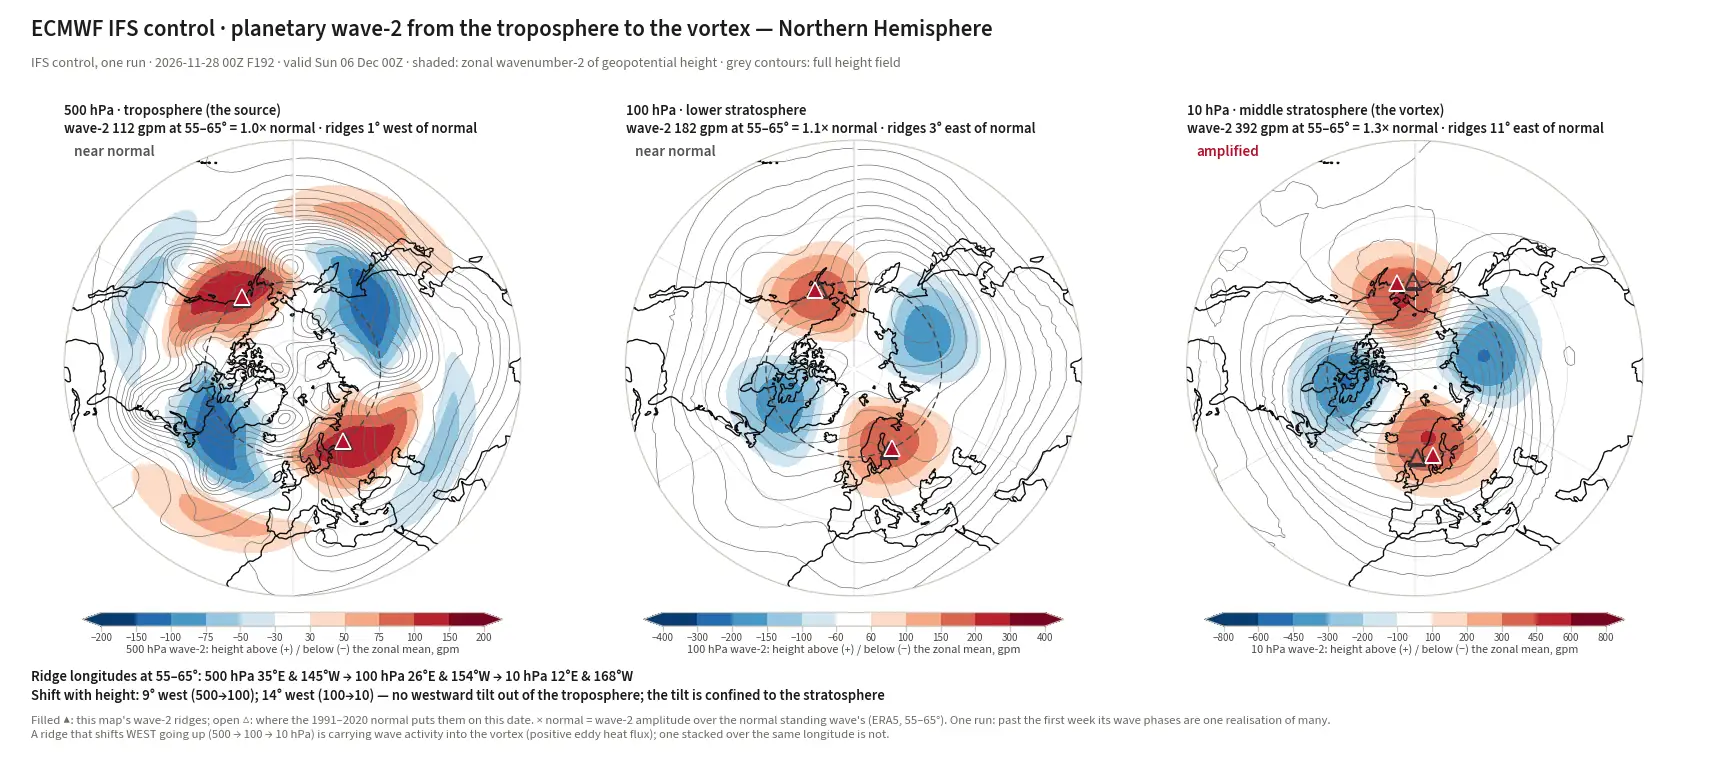 ECMWF IFS control · planetary wave-2 from the troposphere to the vortex — Northern Hemisphere
IFS control, one run · 2026-11-28 00Z F192 · valid Sun 06 Dec 00Z · shaded: zonal wavenumber-2 of geopotential height · grey contours: full height field
500 hPa · troposphere (the source)
wave-2 112 gpm at 55–65° = 1.0× normal · ridges 1° west of normal
near normal
100 hPa · lower stratosphere
wave-2 182 gpm at 55–65° = 1.1× normal · ridges 3° east of normal
near normal
10 hPa · middle stratosphere (the vortex)
wave-2 392 gpm at 55–65° = 1.3× normal · ridges 11° east of normal
amplified
−200 −150 −100 −75 −50 −30 30 50 75 100 150 200
500 hPa wave-2: height above (+) / below (−) the zonal mean, gpm
−400 −300 −200 −150 −100 −60 60 100 150 200 300 400
100 hPa wave-2: height above (+) / below (−) the zonal mean, gpm
−800 −600 −450 −300 −200 −100 100 200 300 450 600 800
10 hPa wave-2: height above (+) / below (−) the zonal mean, gpm
Ridge longitudes at 55–65°: 500 hPa 35°E & 145°W → 100 hPa 26°E & 154°W → 10 hPa 12°E & 168°W
Shift with height: 9° west (500→100); 14° west (100→10) — no westward tilt out of the troposphere; the tilt is confined to the stratosphere
Filled ▲: this map's wave-2 ridges; open △: where the 1991–2020 normal puts them on this date. × normal = wave-2 amplitude over the normal standing wave's (ERA5, 55–65°). One run: past the first week its wave phases are one realisation of many.
A ridge that shifts WEST going up (500 → 100 → 10 hPa) is carrying wave activity into the vortex (positive eddy heat flux); one stacked over the same longitude is not.